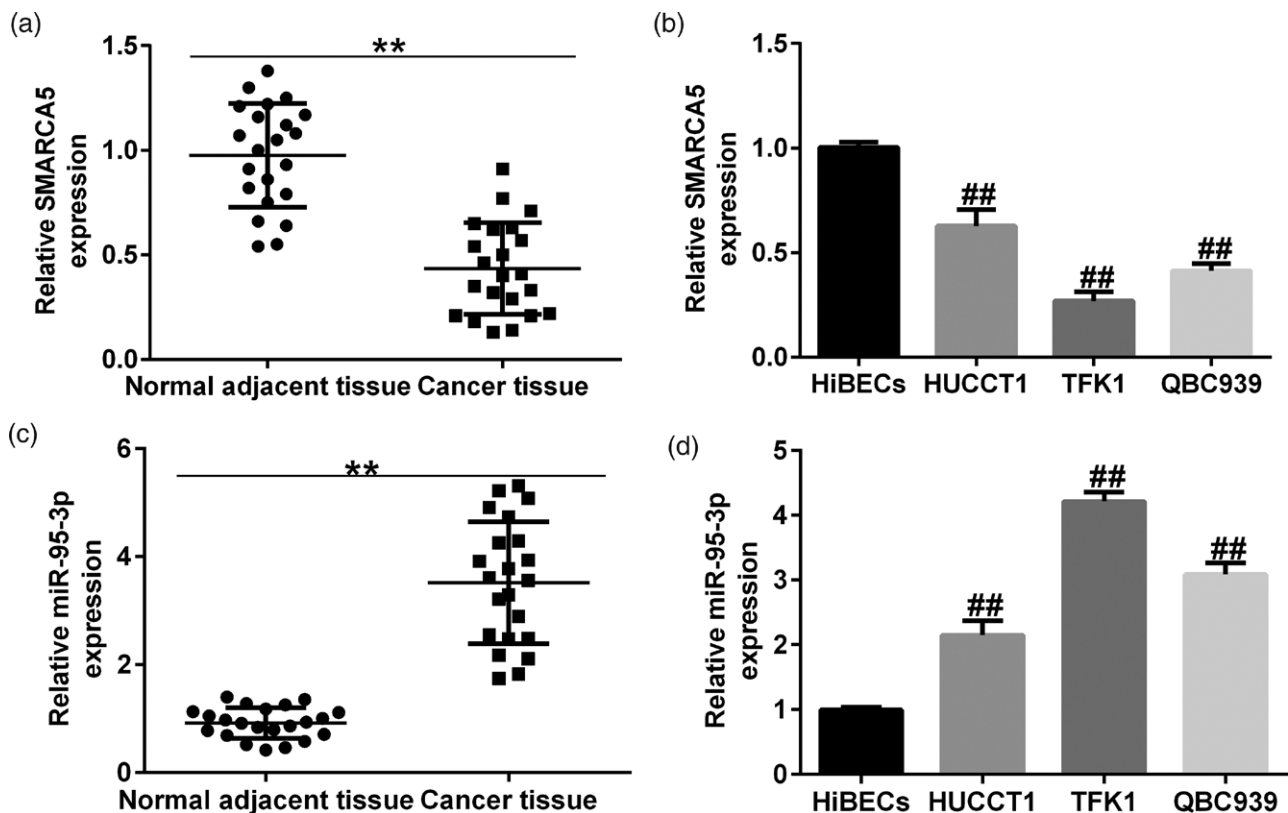 (a)
Relative SMARCA5
expression
1.5
1.0
0.5
0.0
**
Normal adjacent tissue Cancer tissue
(b)
Relative SMARCA5
expression
1.5
1.0
0.5
0.0
##
##
##
HiBECs HUCCT1 TFK1 QBC939
(c)
Relative miR-95-3p
expression
6
4
2
0
**
Normal adjacent tissue Cancer tissue
(d)
Relative miR-95-3p
expression
5
4
3
2
1
0
##
##
##
HiBECs HUCCT1 TFK1 QBC939